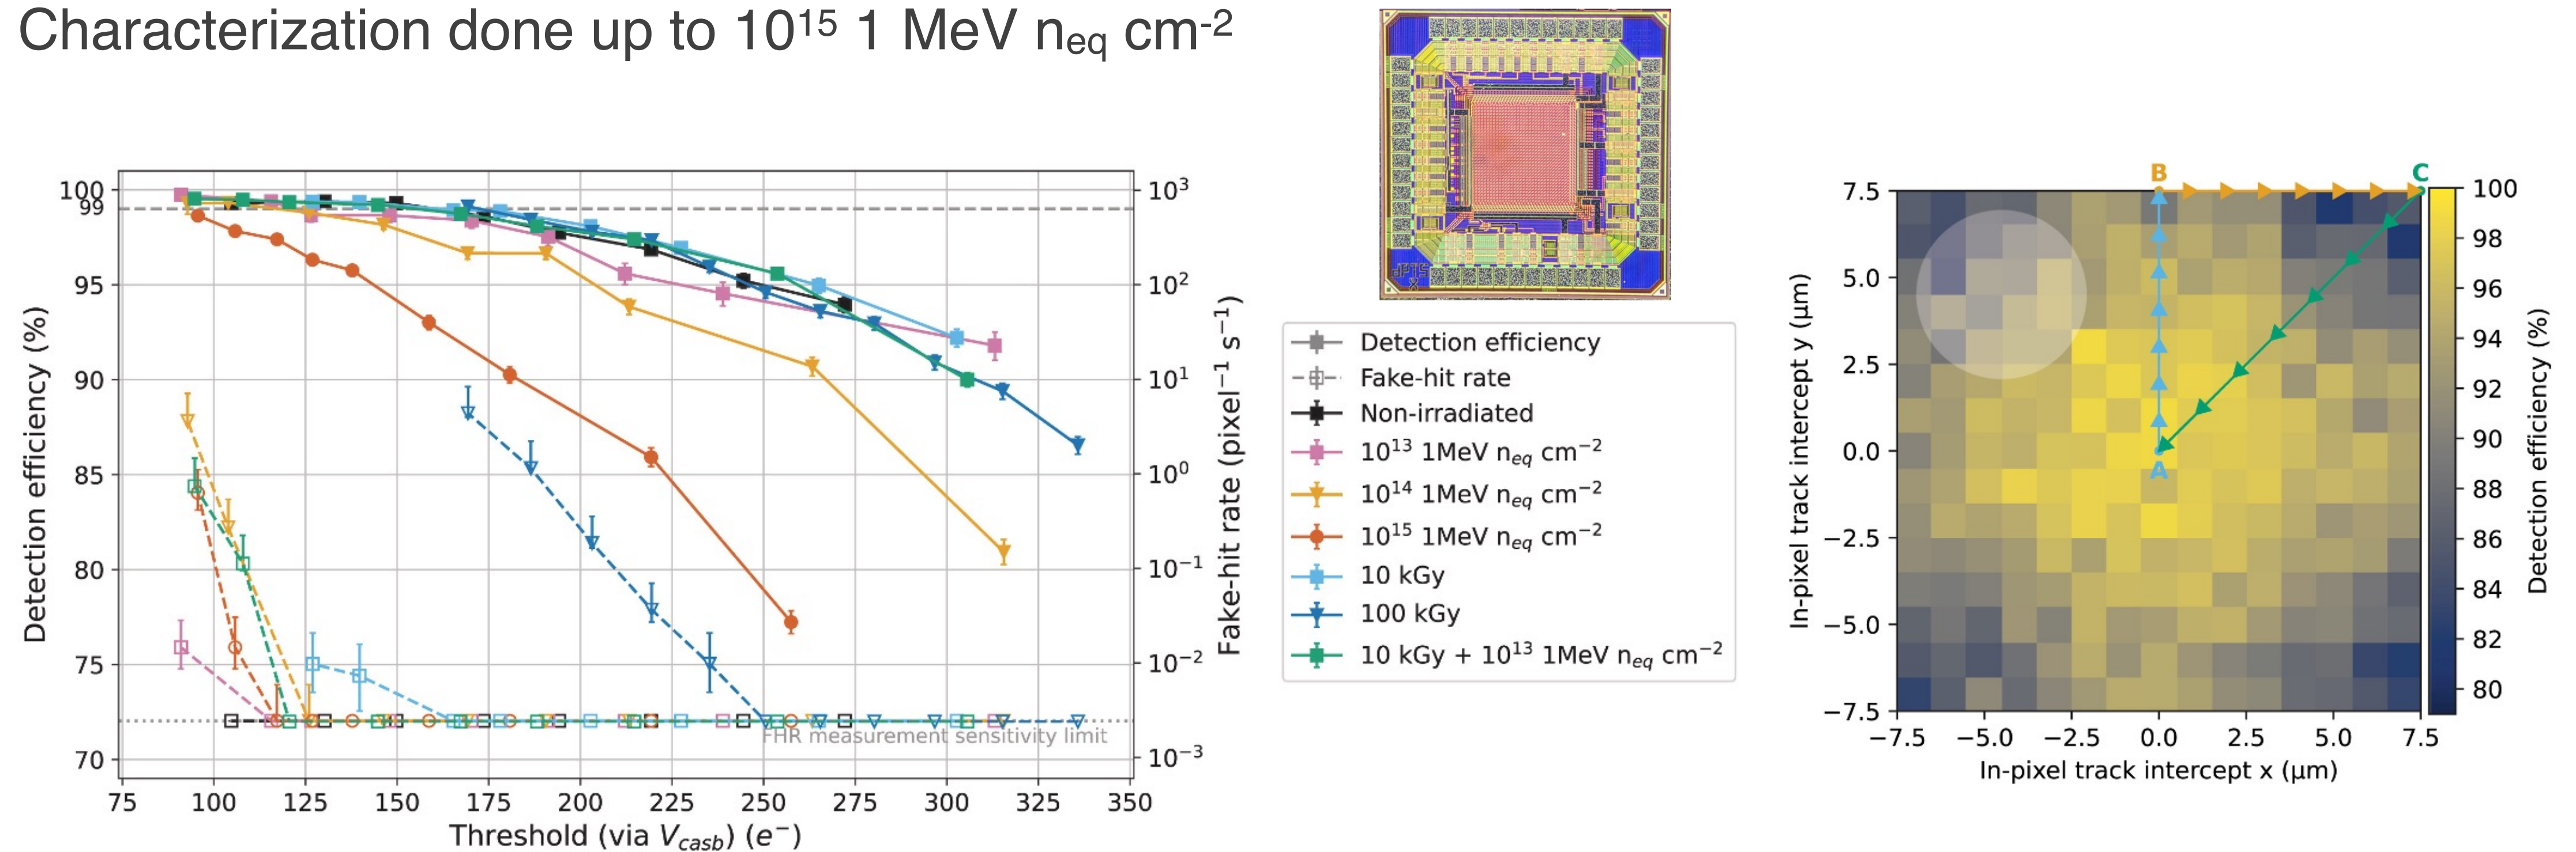 Characterization done up to 10¹⁵ 1 MeV n_eq cm⁻²
Detection efficiency (%)
100
99
95
90
85
80
75
70
10³
10²
10¹
10⁰
10⁻¹
10⁻²
10⁻³
Fake-hit rate (pixel⁻¹ s⁻¹)
FHR measurement sensitivity limit
75 100 125 150 175 200 225 250 275 300 325 350
Threshold (via V_casb) (e⁻)
Detection efficiency
Fake-hit rate
Non-irradiated
10¹³ 1MeV n_eq cm⁻²
10¹⁴ 1MeV n_eq cm⁻²
10¹⁵ 1MeV n_eq cm⁻²
10 kGy
100 kGy
10 kGy + 10¹³ 1MeV n_eq cm⁻²
In-pixel track intercept y (μm)
7.5
5.0
2.5
0.0
−2.5
−5.0
−7.5
B
C
A
−7.5 −5.0 −2.5 0.0 2.5 5.0 7.5
In-pixel track intercept x (μm)
100
98
96
94
92
90
88
86
84
82
80
Detection efficiency (%)